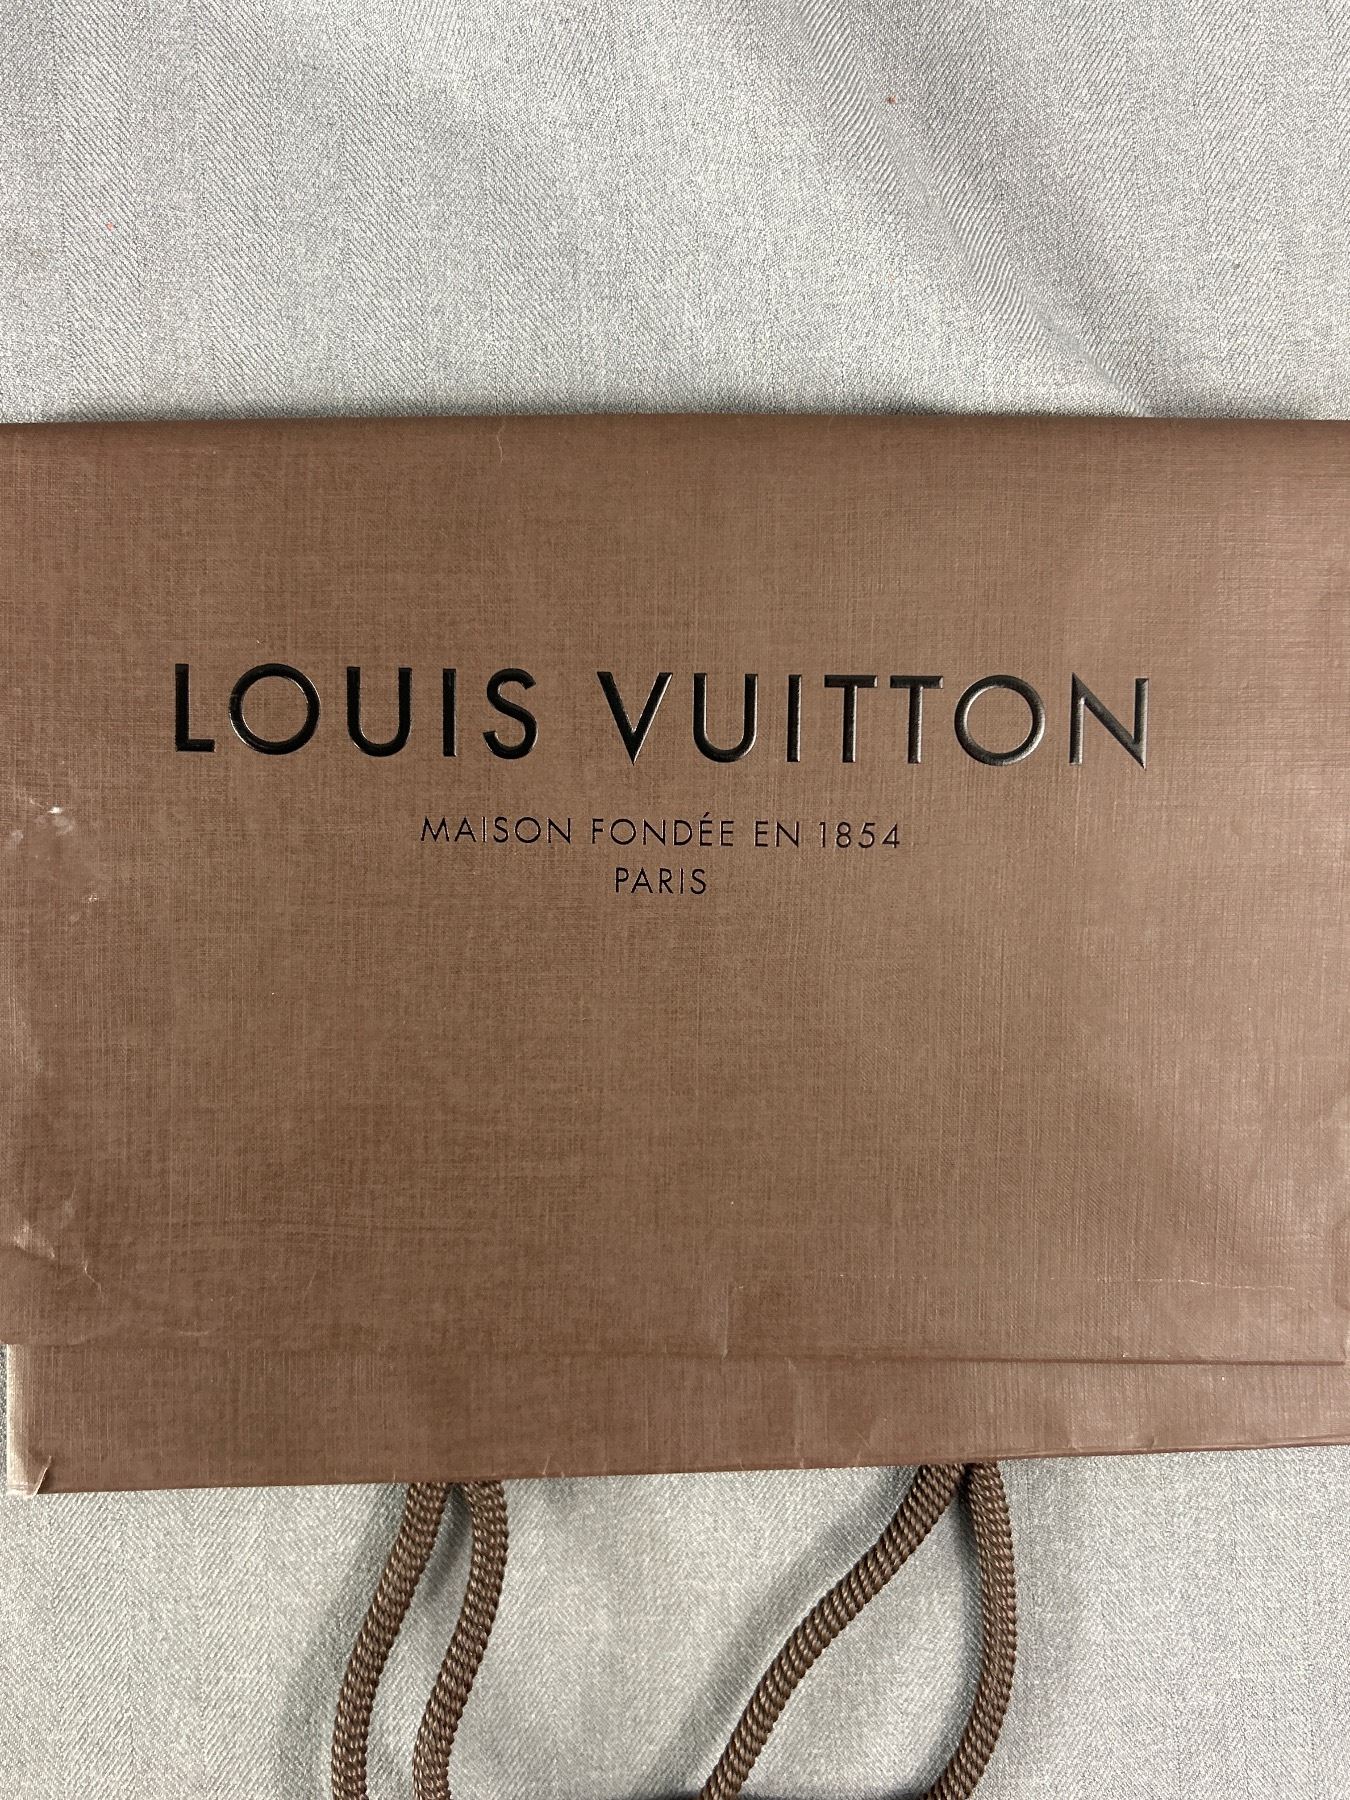 LOUIS VUITTON
MAISON FONDÉE EN 1854
PARIS